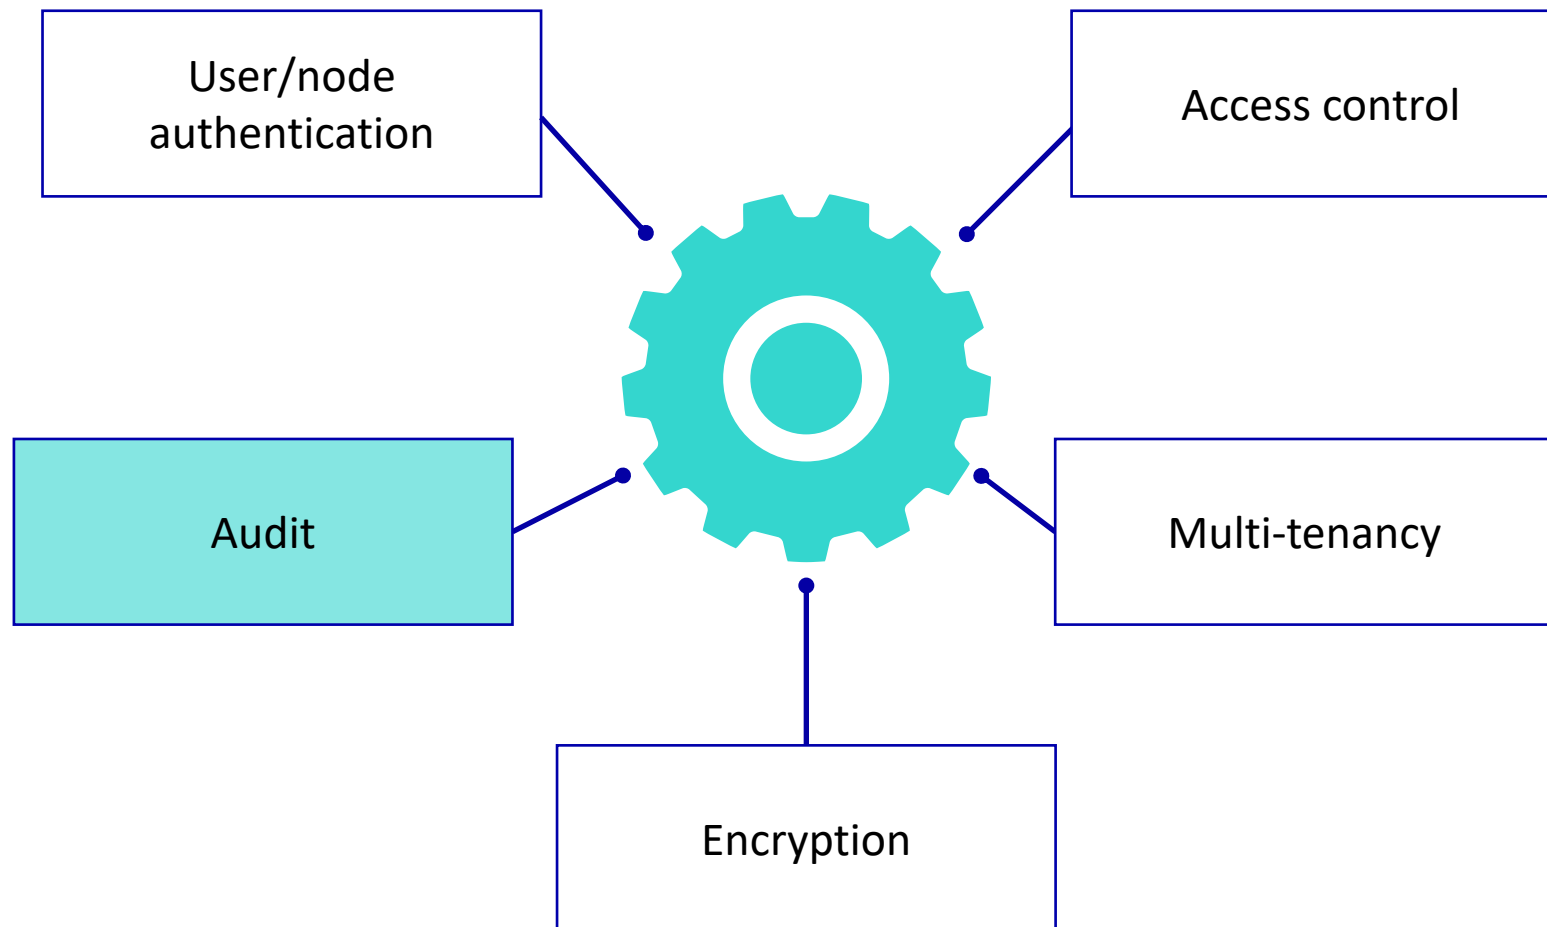 User/node
authentication
Access control
Audit
Multi-tenancy
Encryption